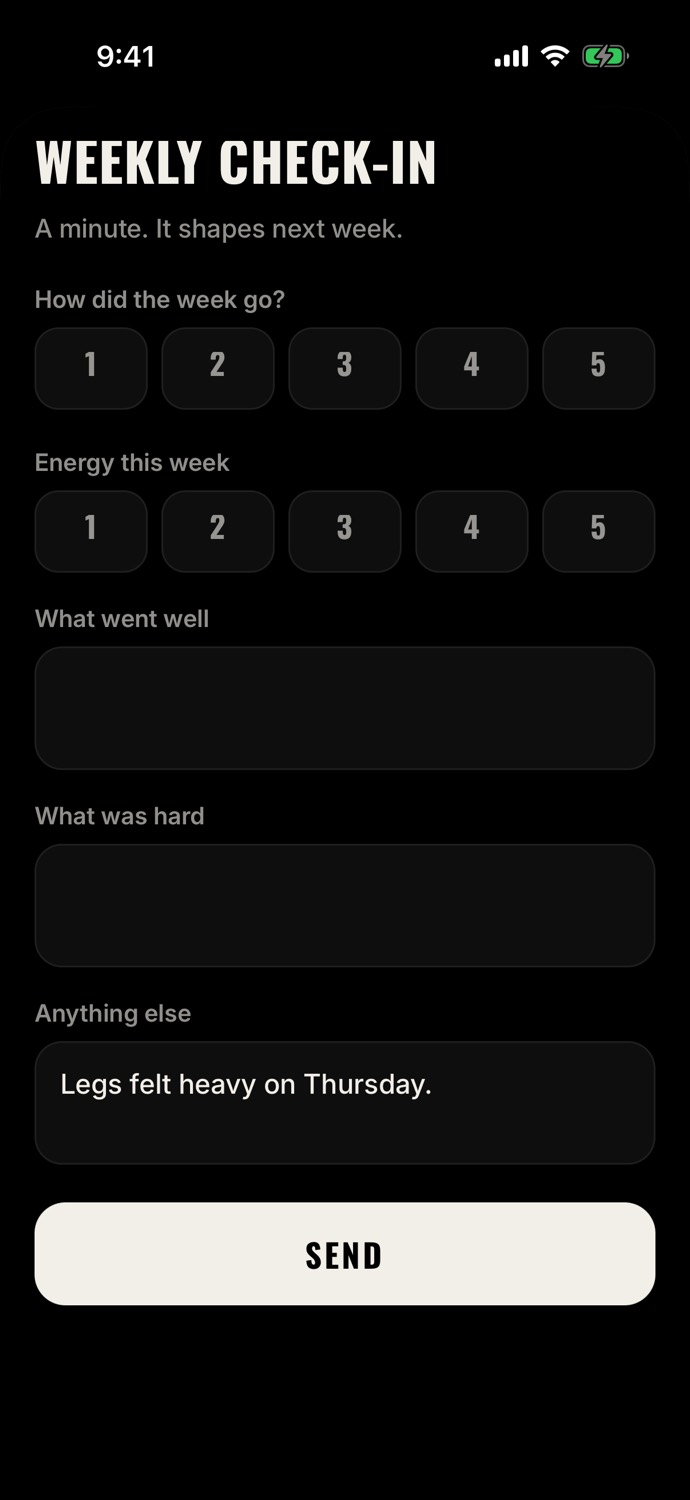 9:41
WEEKLY CHECK-IN
A minute. It shapes next week.
How did the week go?
1 2 3 4 5
Energy this week
1 2 3 4 5
What went well
What was hard
Anything else
Legs felt heavy on Thursday.
SEND